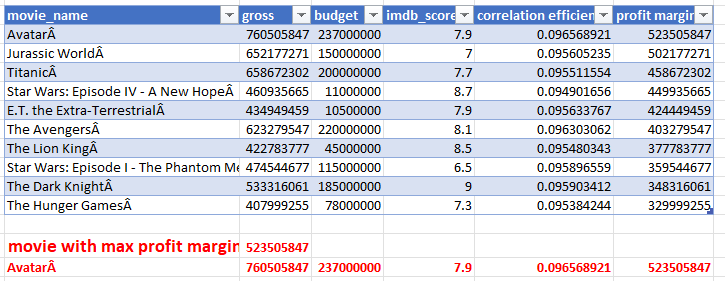 movie_name gross budget imdb_score correlation efficien profit margin
AvatarÂ 760505847 237000000 7.9 0.096568921 523505847
Jurassic WorldÂ 652177271 150000000 7 0.095605235 502177271
TitanicÂ 658672302 200000000 7.7 0.095511554 458672302
Star Wars: Episode IV - A New HopeÂ 460935665 11000000 8.7 0.094901656 449935665
E.T. the Extra-TerrestrialÂ 434949459 10500000 7.9 0.095633767 424449459
The AvengersÂ 623279547 220000000 8.1 0.096303062 403279547
The Lion KingÂ 422783777 45000000 8.5 0.095480343 377783777
Star Wars: Episode I - The Phantom Me 474544677 115000000 6.5 0.095896559 359544677
The Dark KnightÂ 533316061 185000000 9 0.095903412 348316061
The Hunger GamesÂ 407999255 78000000 7.3 0.095384244 329999255
movie with max profit margin 523505847
AvatarÂ 760505847 237000000 7.9 0.096568921 523505847